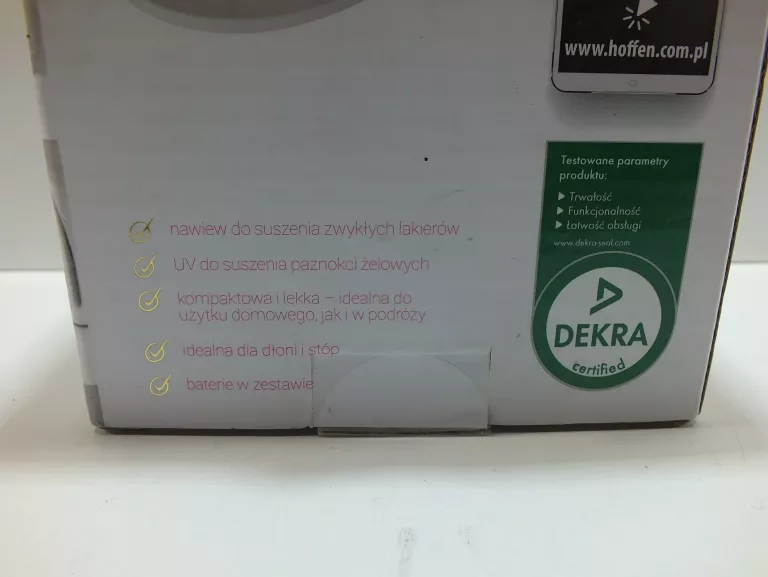 www.hoffen.com.pl
Testowane parametry
produktu:
Trwałość
Funkcjonalność
Łatwość obsługi
www.dekra-seal.com
DEKRA
certified
nawiew do suszenia zwykłych lakierów
UV do suszenia paznokci żelowych
kompaktowa i lekka – idealna do
użytku domowego, jak i w podróży
idealna dla dłoni i stóp
baterie w zestawie